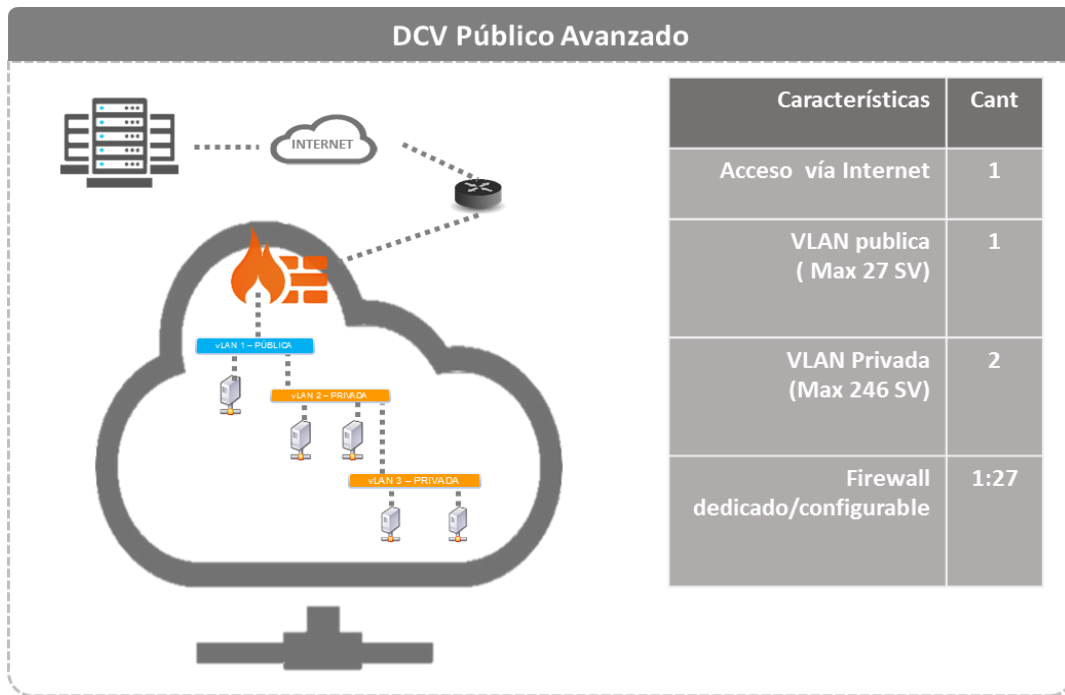 DCV Público Avanzado
INTERNET
vLAN 1 – PÚBLICA
vLAN 2 – PRIVADA
vLAN 3 – PRIVADA
Características Cant
Acceso vía Internet 1
VLAN publica 1
( Max 27 SV)
VLAN Privada 2
(Max 246 SV)
Firewall 1:27
dedicado/configurable